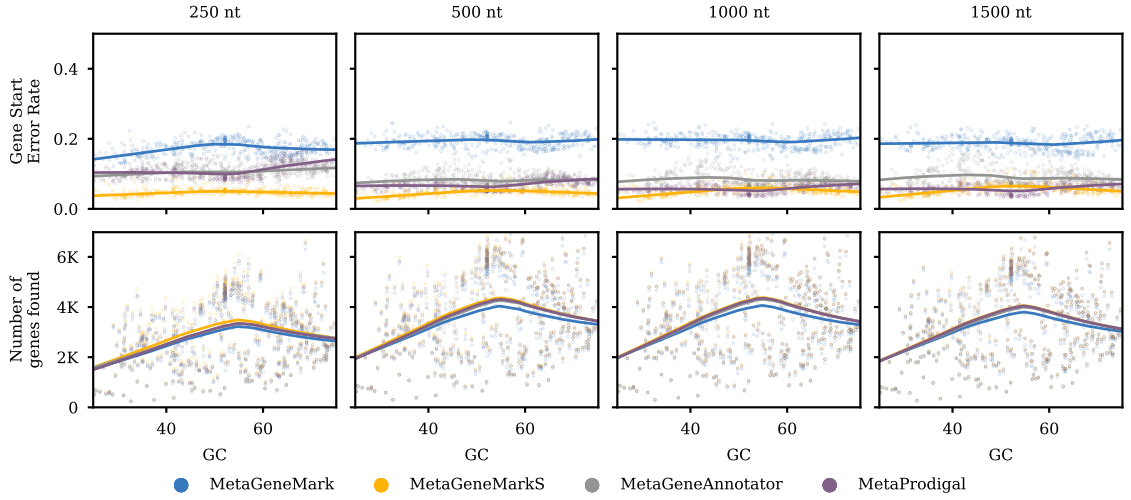 250 nt
500 nt
1000 nt
1500 nt
Gene Start
Error Rate
0.4
0.2
0.0
Number of
genes found
6K
4K
2K
0
40
60
40
60
40
60
40
60
GC
GC
GC
GC
MetaGeneMark
MetaGeneMarkS
MetaGeneAnnotator
MetaProdigal